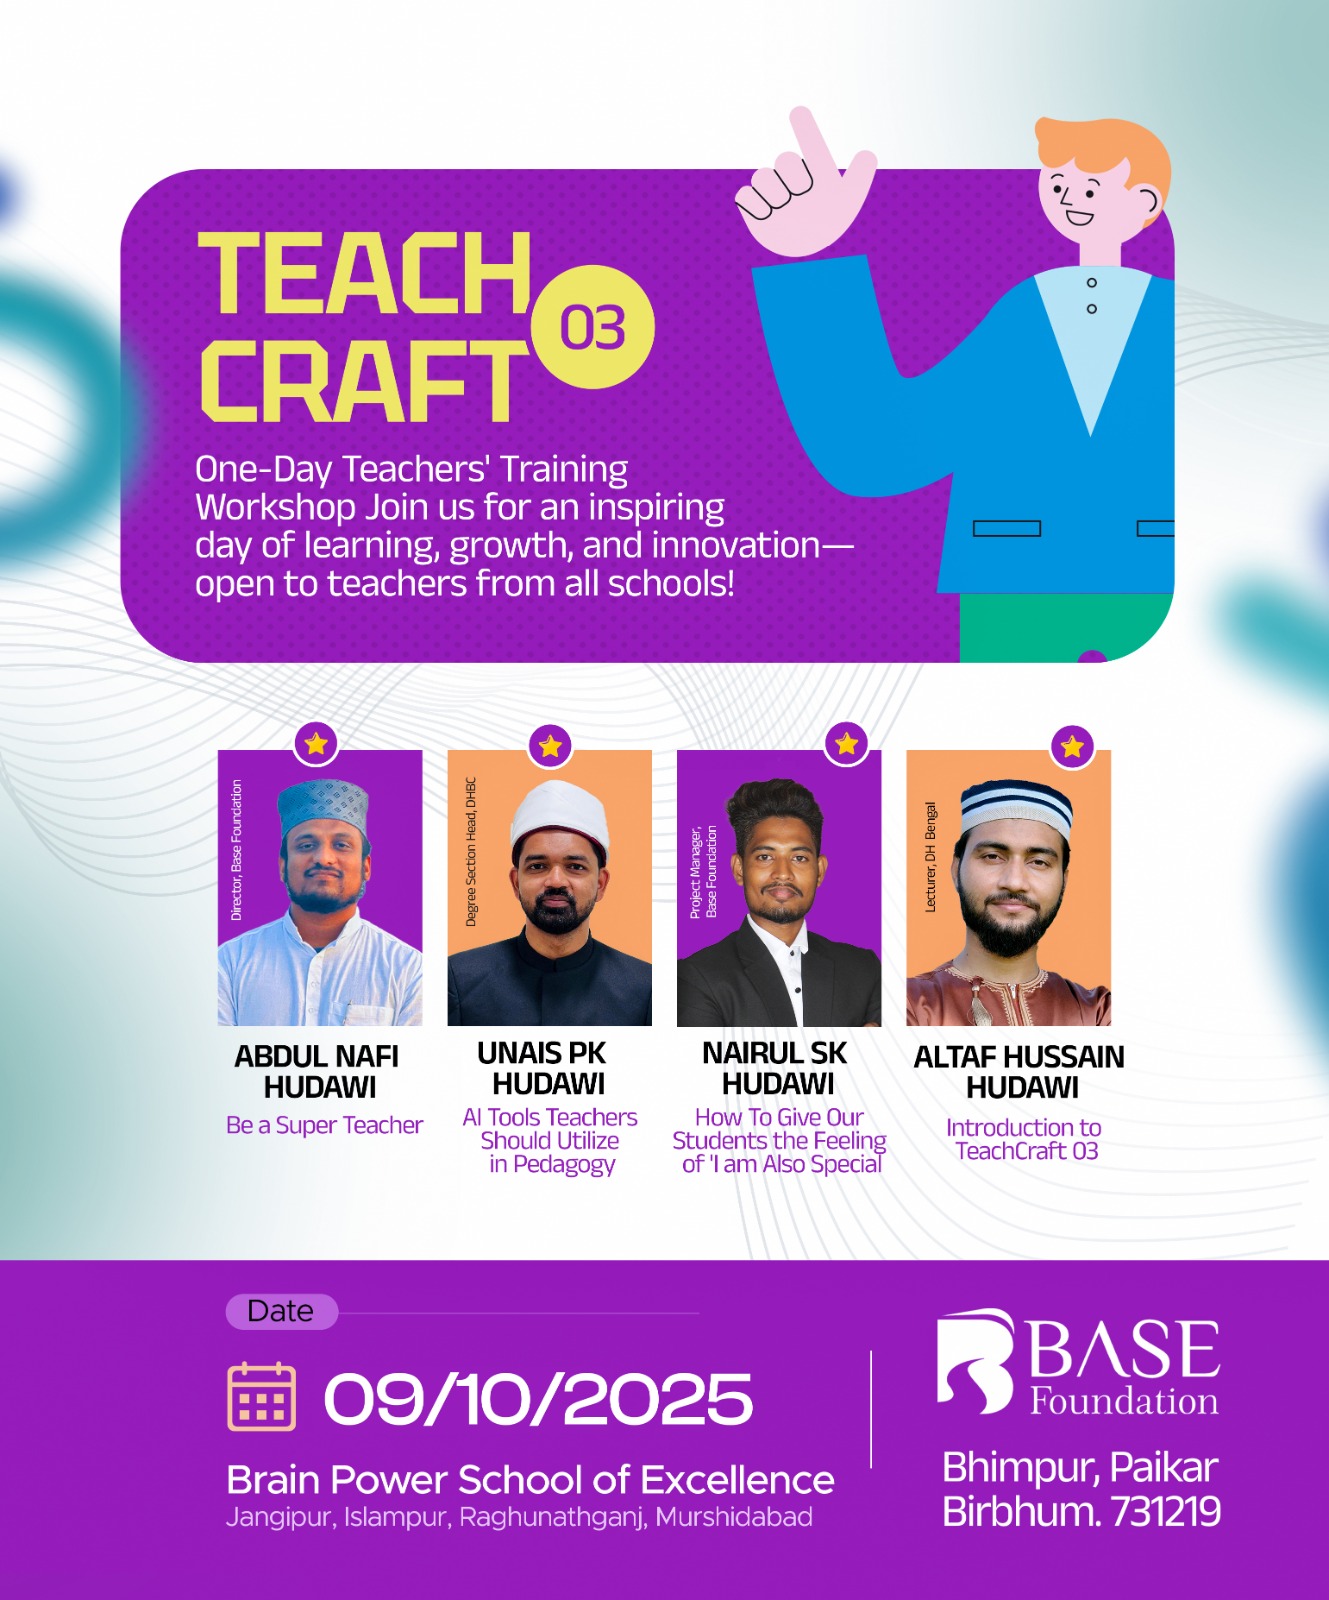 TEACH
CRAFT
03
One-Day Teachers' Training
Workshop Join us for an inspiring
day of learning, growth, and innovation—
open to teachers from all schools!
Director, Base Foundation
ABDUL NAFI
HUDAWI
Be a Super Teacher
Degree Section Head, DHBC
UNAIS PK
HUDAWI
AI Tools Teachers
Should Utilize
in Pedagogy
Project Manager,
Base Foundation
NAIRUL SK
HUDAWI
How To Give Our
Students the Feeling
of 'I am Also Special
Lecturer, DH Bengal
ALTAF HUSSAIN
HUDAWI
Introduction to
TeachCraft 03
Date
09/10/2025
Brain Power School of Excellence
Jangipur, Islampur, Raghunathganj, Murshidabad
BASE
Foundation
Bhimpur, Paikar
Birbhum. 731219